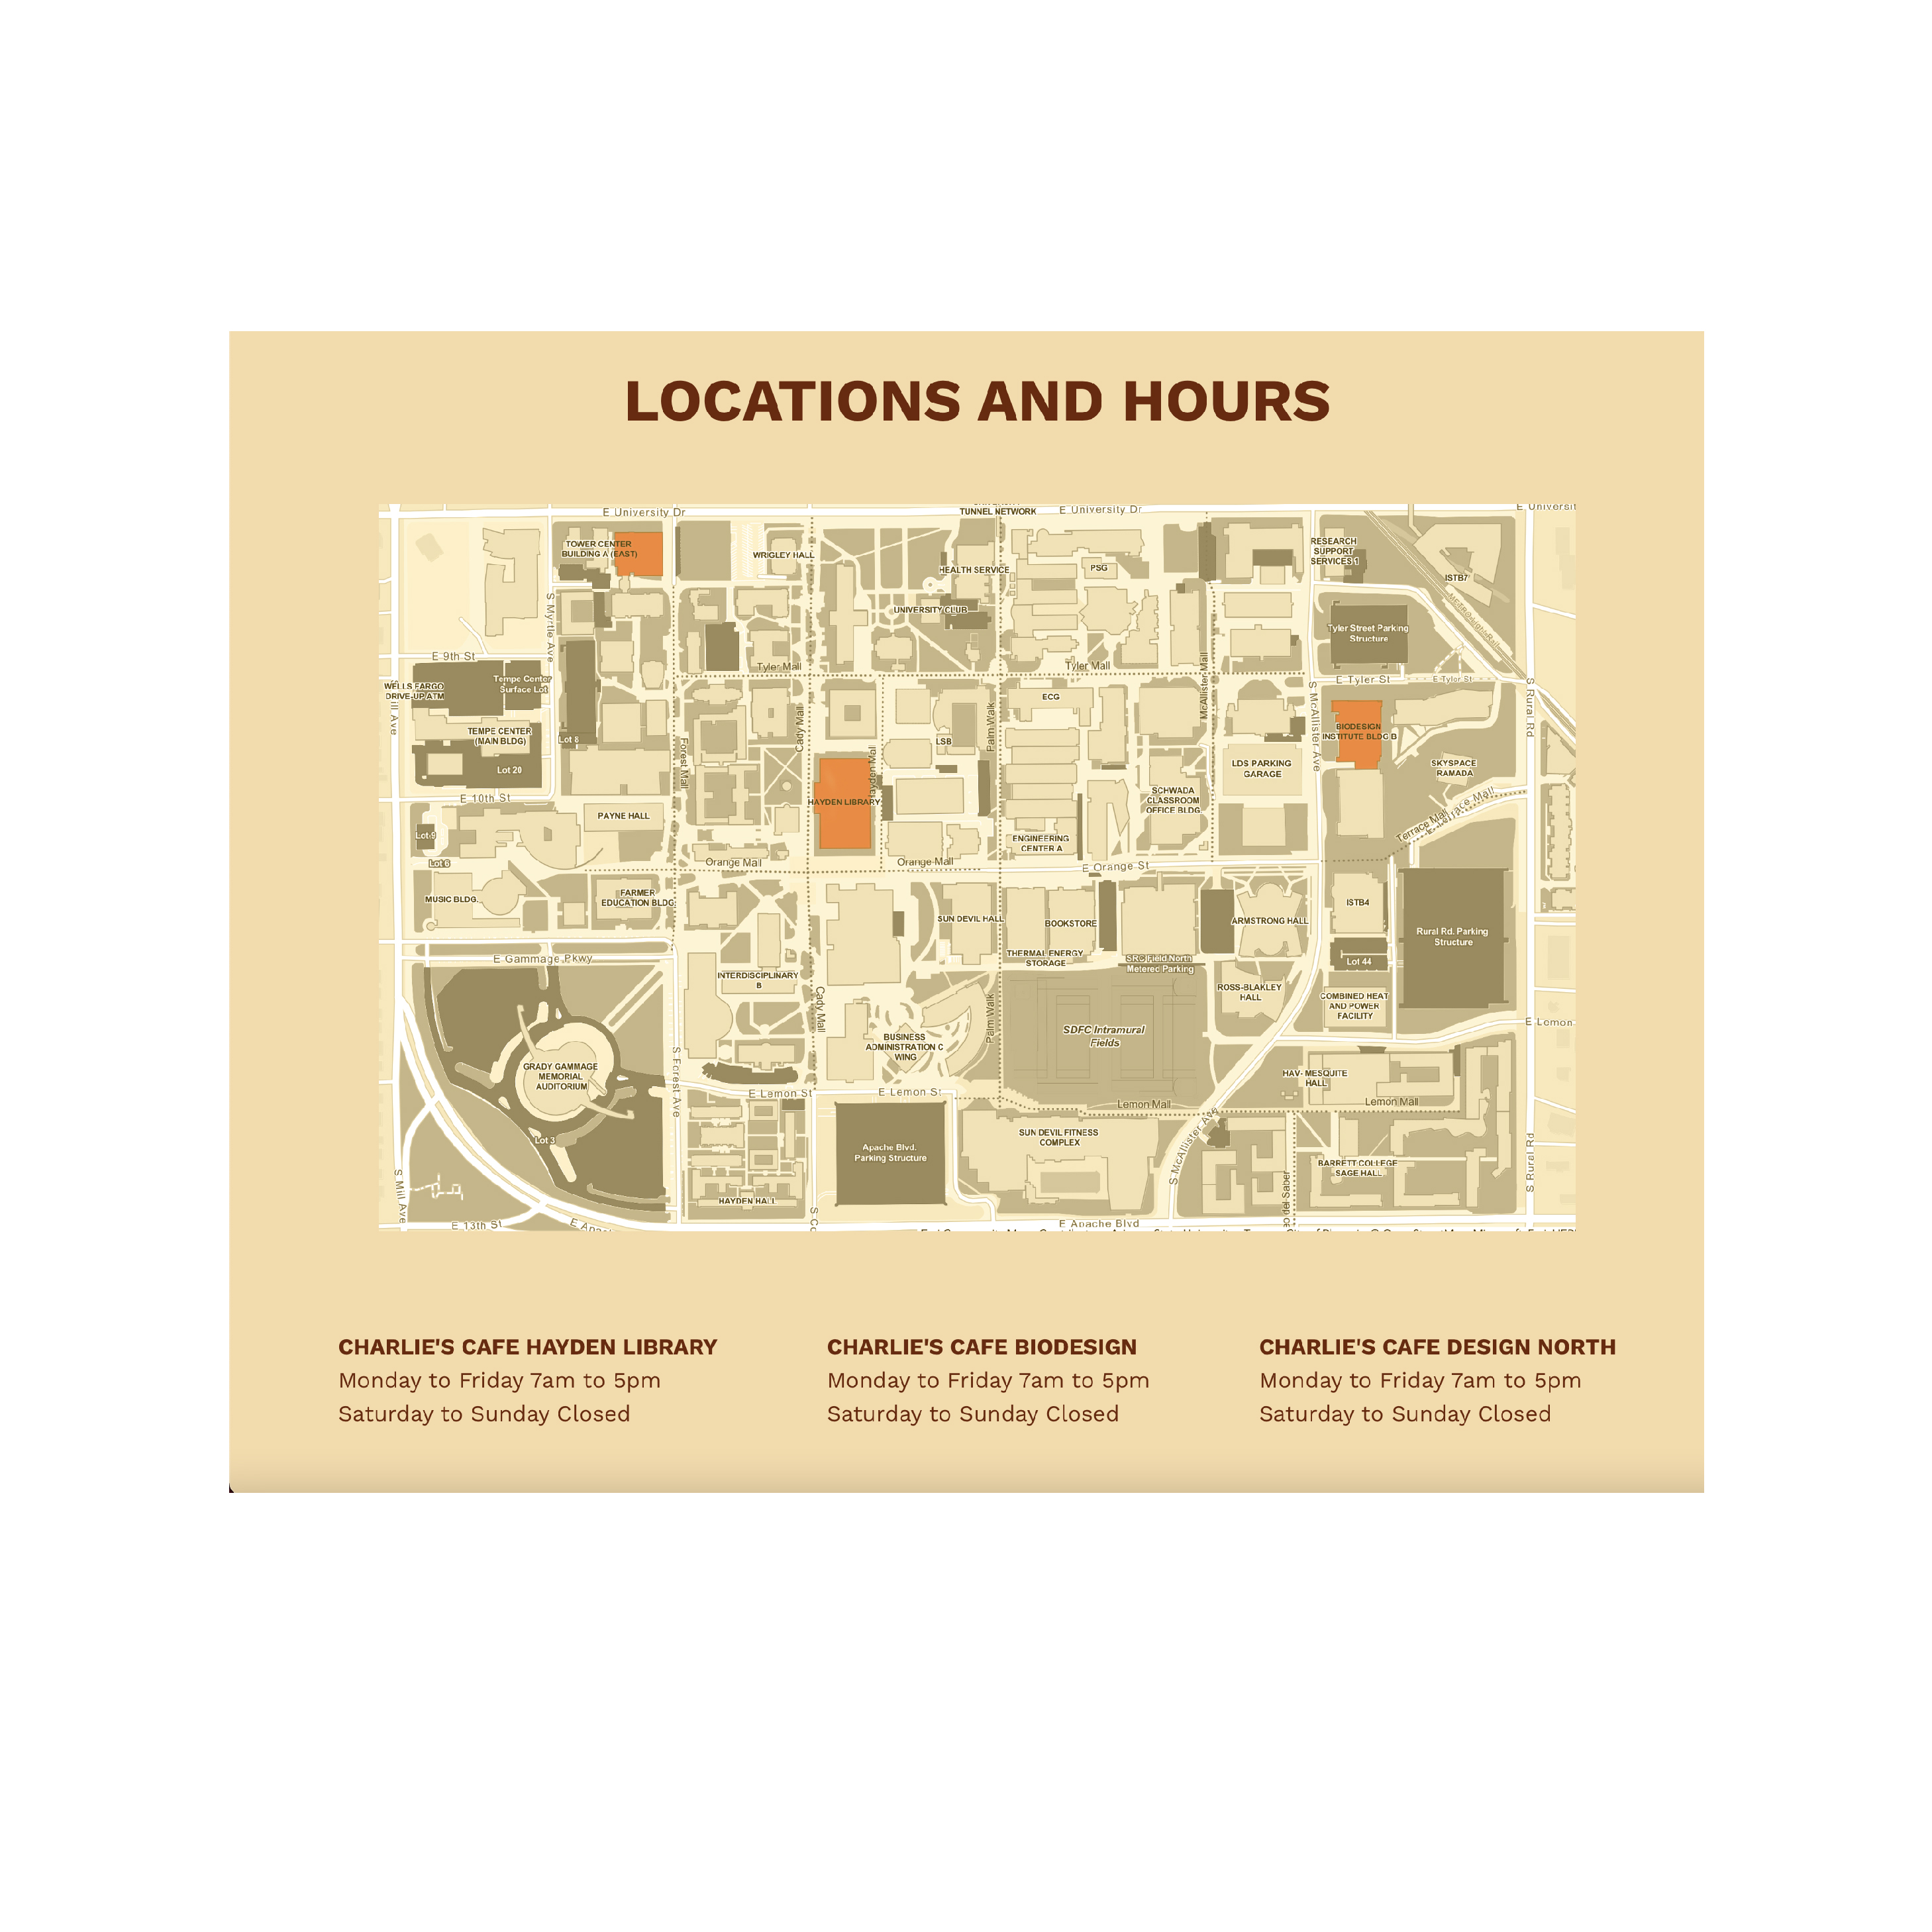 LOCATIONS AND HOURS
E University Dr
TUNNEL NETWORK
E University Dr
E Universit
TOWER CENTER
BUILDING A (EAST)
WRIGLEY HALL
HEALTH SERVICE
PSG
RESEARCH
SUPPORT
SERVICES 1
ISTB7
S Myrtle Ave
UNIVERSITY CLUB
METRO Light Rail
Tyler Street Parking
Structure
E 9th St
Tyler Mall
Tyler Mall
McAllister Mall
E Tyler St
E Tyler St
WELLS FARGO
DRIVE-UP ATM
Tempe Center
Surface Lot
ECG
S Mill Ave
Cady Mall
Palm Walk
S McAllister Ave
S Rural Rd
TEMPE CENTER
(MAIN BLDG)
Lot 8
Forest Mall
LSB
BIODESIGN
INSTITUTE BLDG B
Lot 20
Hayden Mall
LDS PARKING
GARAGE
SKYSPACE
RAMADA
E 10th St
HAYDEN LIBRARY
SCHWADA
CLASSROOM
OFFICE BLDG
Terrace Mall
Terrace Mall
PAYNE HALL
Lot 9
ENGINEERING
CENTER A
Lot 6
Orange Mall
Orange Mall
E Orange St
MUSIC BLDG.
FARMER
EDUCATION BLDG
SUN DEVIL HALL
BOOKSTORE
ARMSTRONG HALL
ISTB4
Rural Rd. Parking
Structure
E Gammage Pkwy
THERMAL ENERGY
STORAGE
SRC Field North
Metered Parking
Lot 44
INTERDISCIPLINARY
B
Cady Mall
Palm Walk
ROSS-BLAKLEY
HALL
COMBINED HEAT
AND POWER
FACILITY
SDFC Intramural
Fields
E Lemon
BUSINESS
ADMINISTRATION C
WING
GRADY GAMMAGE
MEMORIAL
AUDITORIUM
S Forest Ave
HAV- MESQUITE
HALL
E Lemon St
E Lemon St
Lemon Mall
Lemon Mall
Lot 3
Apache Blvd.
Parking Structure
SUN DEVIL FITNESS
COMPLEX
S McAllister Ave
BARRETT COLLEGE
SAGE HALL
S Rural Rd
S Mill Ave
HAYDEN HALL
eo del Saber
E 13th St
E Apac
S Co
E Apache Blvd
CHARLIE'S CAFE HAYDEN LIBRARY
Monday to Friday 7am to 5pm
Saturday to Sunday Closed
CHARLIE'S CAFE BIODESIGN
Monday to Friday 7am to 5pm
Saturday to Sunday Closed
CHARLIE'S CAFE DESIGN NORTH
Monday to Friday 7am to 5pm
Saturday to Sunday Closed